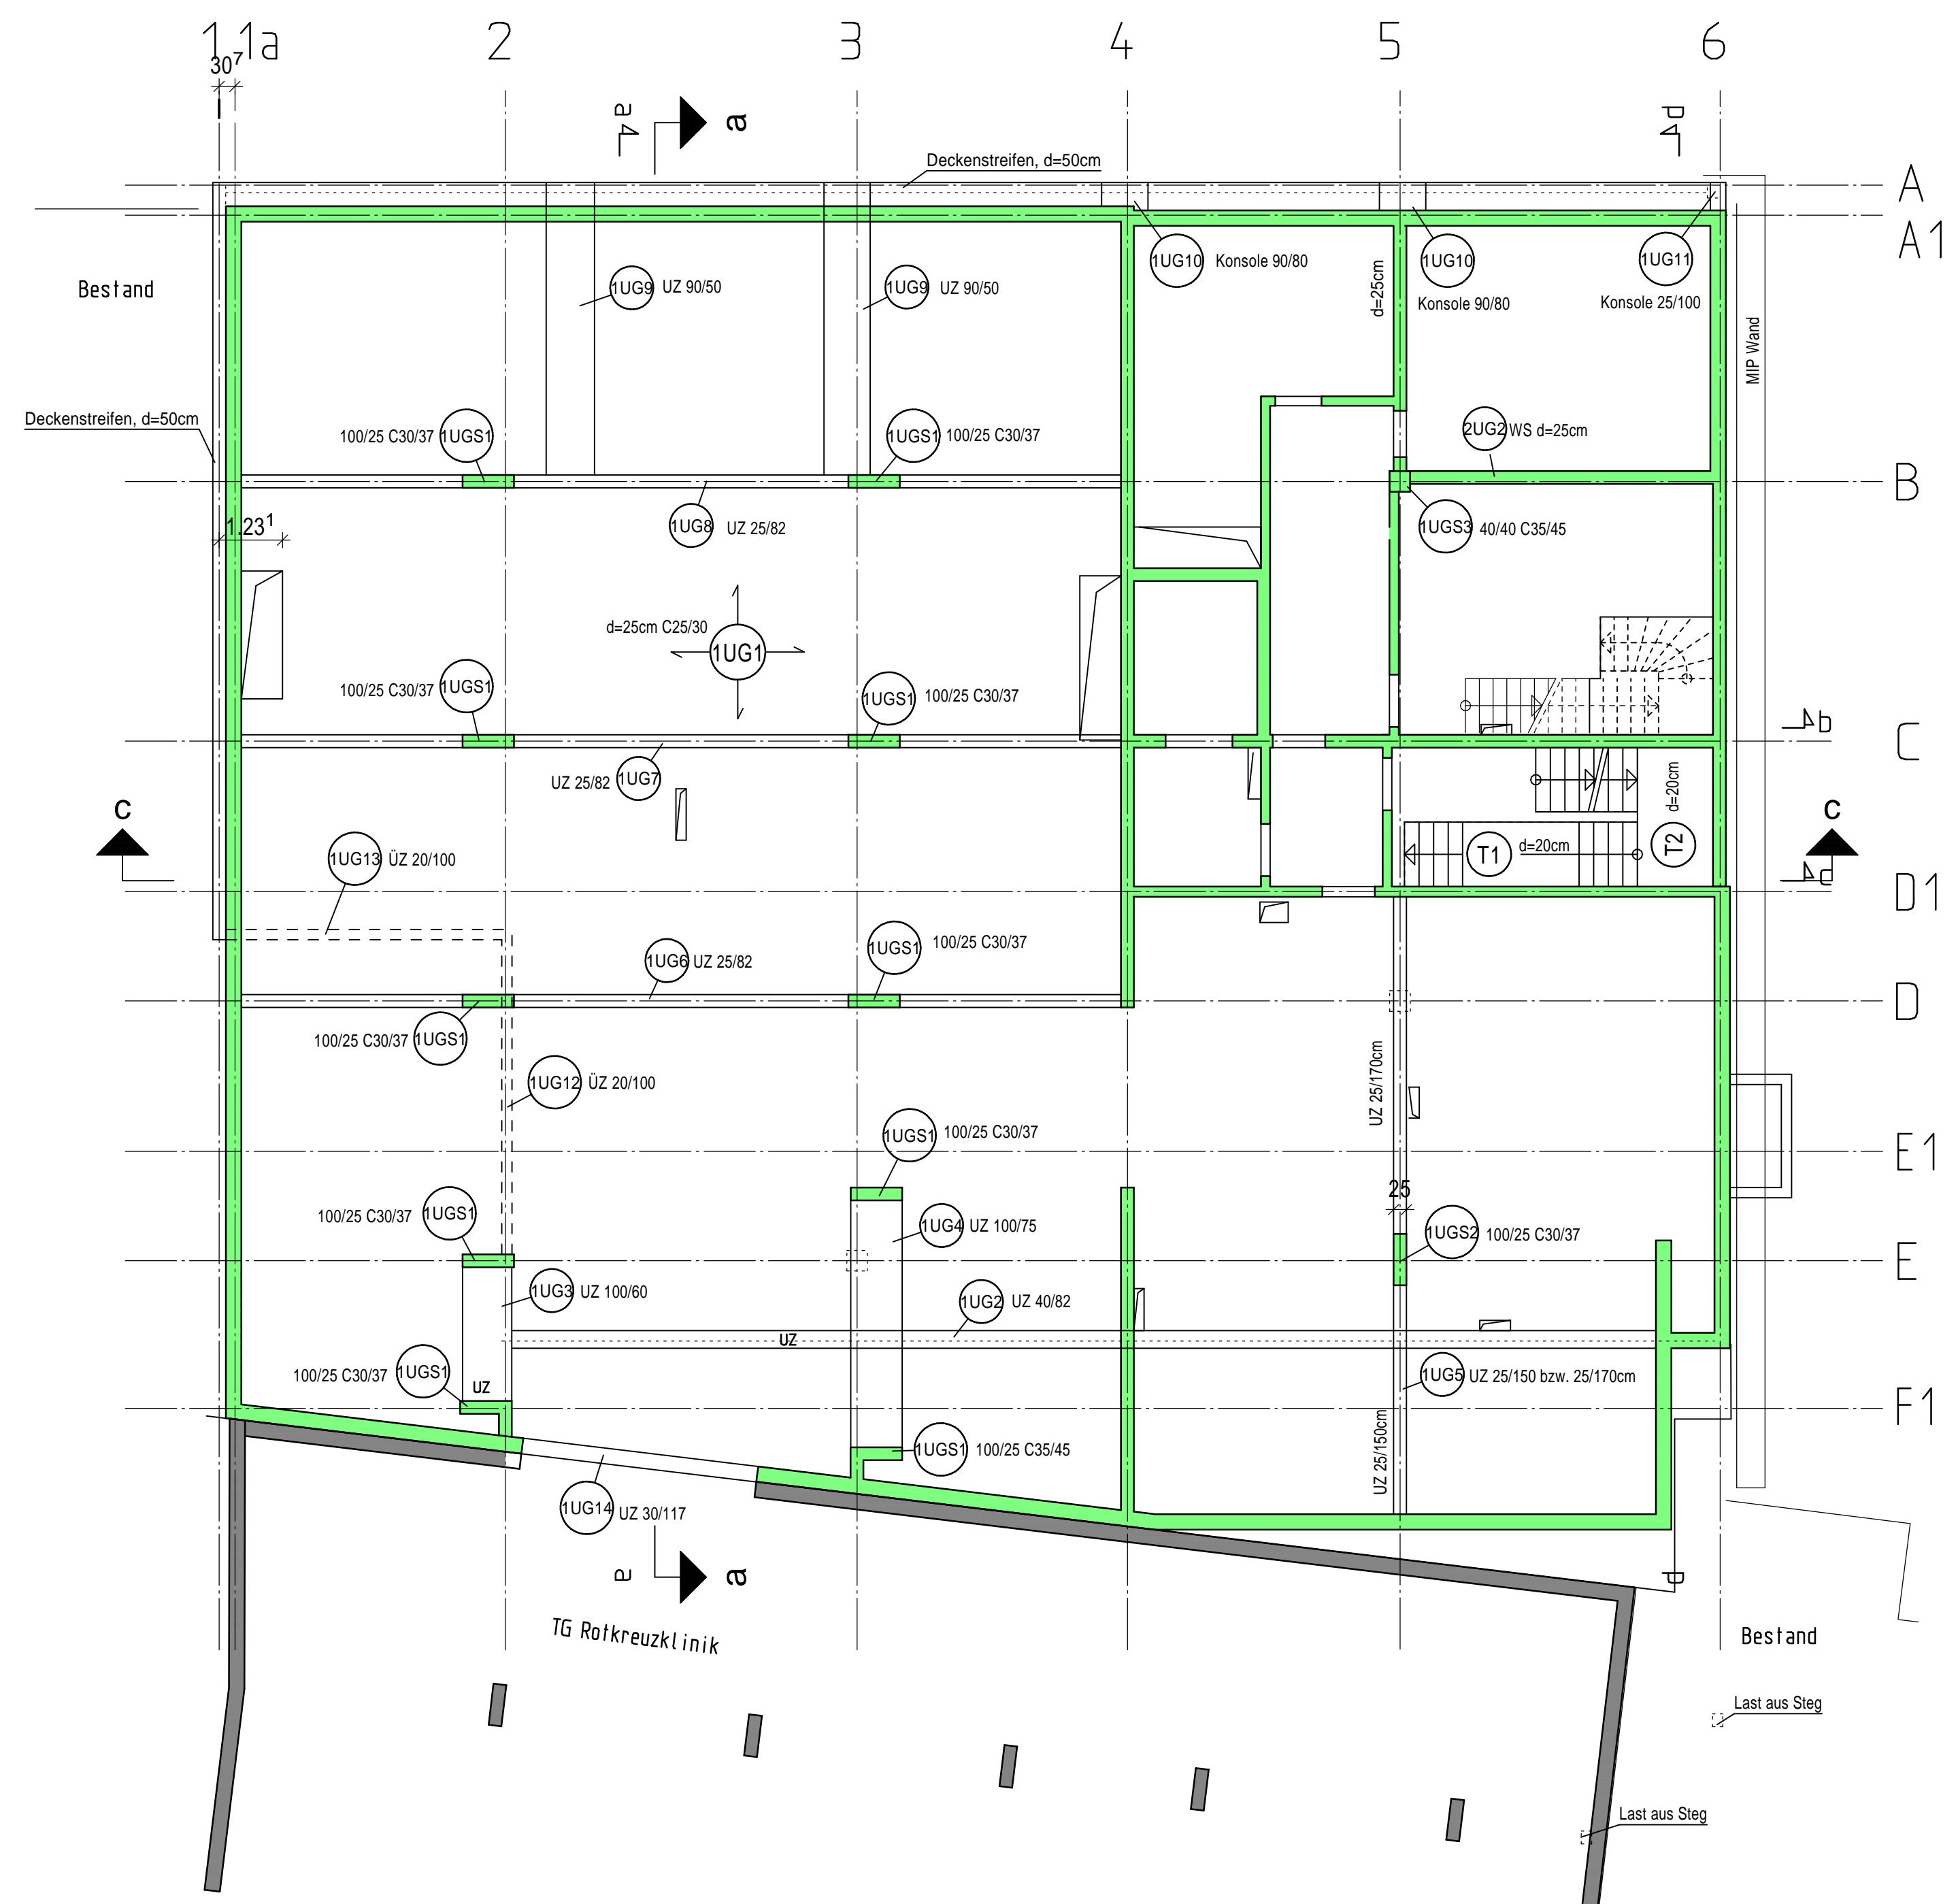 1 1a 2 3 4 5 6
30⁷
a a b
Deckenstreifen, d=50cm
A
A1
Bestand
1UG9 UZ 90/50
1UG9 UZ 90/50
1UG10 Konsole 90/80
d=25cm
1UG10
Konsole 90/80
1UG11
Konsole 25/100
MIP Wand
Deckenstreifen, d=50cm
100/25 C30/37 1UGS1
1UGS1 100/25 C30/37
2UG2 WS d=25cm
B
1.23¹
1UG8 UZ 25/82
1UGS3 40/40 C35/45
d=25cm C25/30
1UG1
100/25 C30/37 1UGS1
1UGS1 100/25 C30/37
b
C
UZ 25/82 1UG7
d=20cm
c
c
1UG13 ÜZ 20/100
T1 d=20cm
T2
b
D1
1UG6 UZ 25/82
1UGS1 100/25 C30/37
D
100/25 C30/37 1UGS1
1UG12 ÜZ 20/100
UZ 25/170cm
1UGS1 100/25 C30/37
E1
25
100/25 C30/37 1UGS1
1UG4 UZ 100/75
1UGS2 100/25 C30/37
E
1UG3 UZ 100/60
1UG2 UZ 40/82
UZ
100/25 C30/37 1UGS1
UZ
1UG5 UZ 25/150 bzw. 25/170cm
F1
UZ 25/150cm
1UGS1 100/25 C35/45
1UG14 UZ 30/117
a a
b
TG Rotkreuzklinik
Bestand
Last aus Steg
Last aus Steg